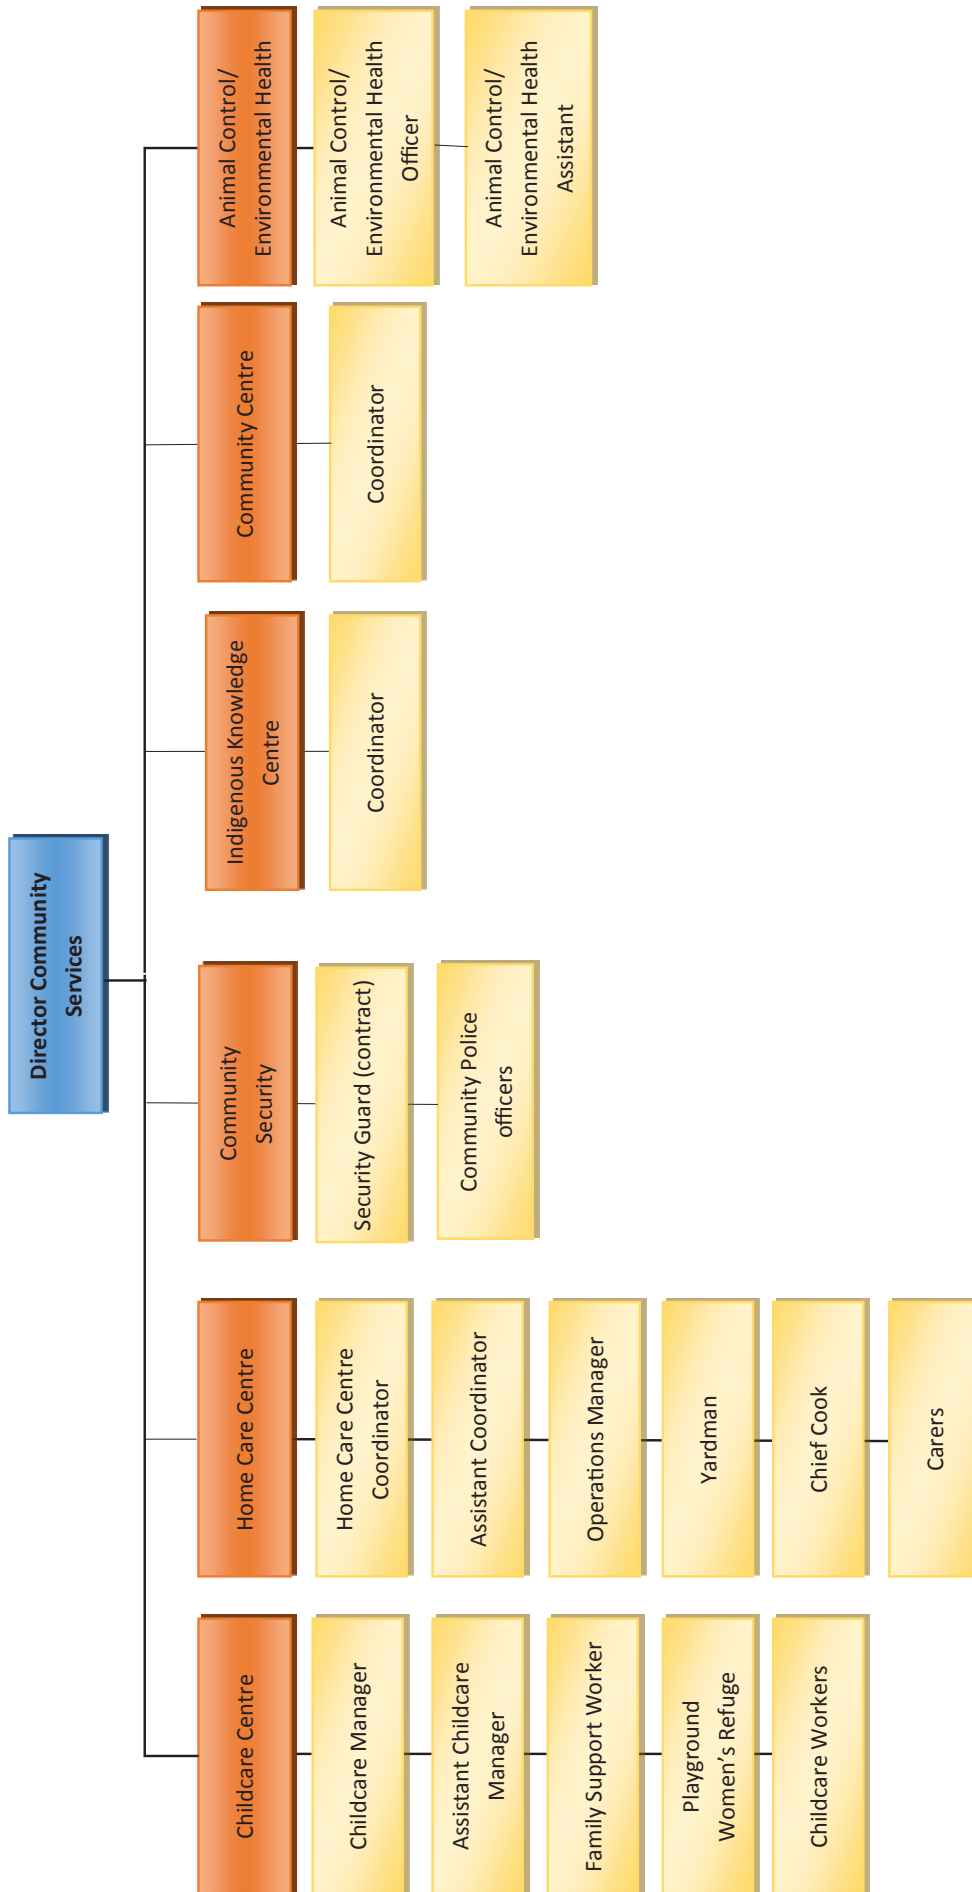 Director Community
Services
Childcare Centre
Childcare Manager
Assistant Childcare
Manager
Family Support Worker
Playground
Women's Refuge
Childcare Workers
Home Care Centre
Home Care Centre
Coordinator
Assistant Coordinator
Operations Manager
Yardman
Chief Cook
Carers
Community
Security
Security Guard (contract)
Community Police
officers
Indigenous Knowledge
Centre
Coordinator
Community Centre
Coordinator
Animal Control/
Environmental Health
Animal Control/
Environmental Health
Officer
Animal Control/
Environmental Health
Assistant